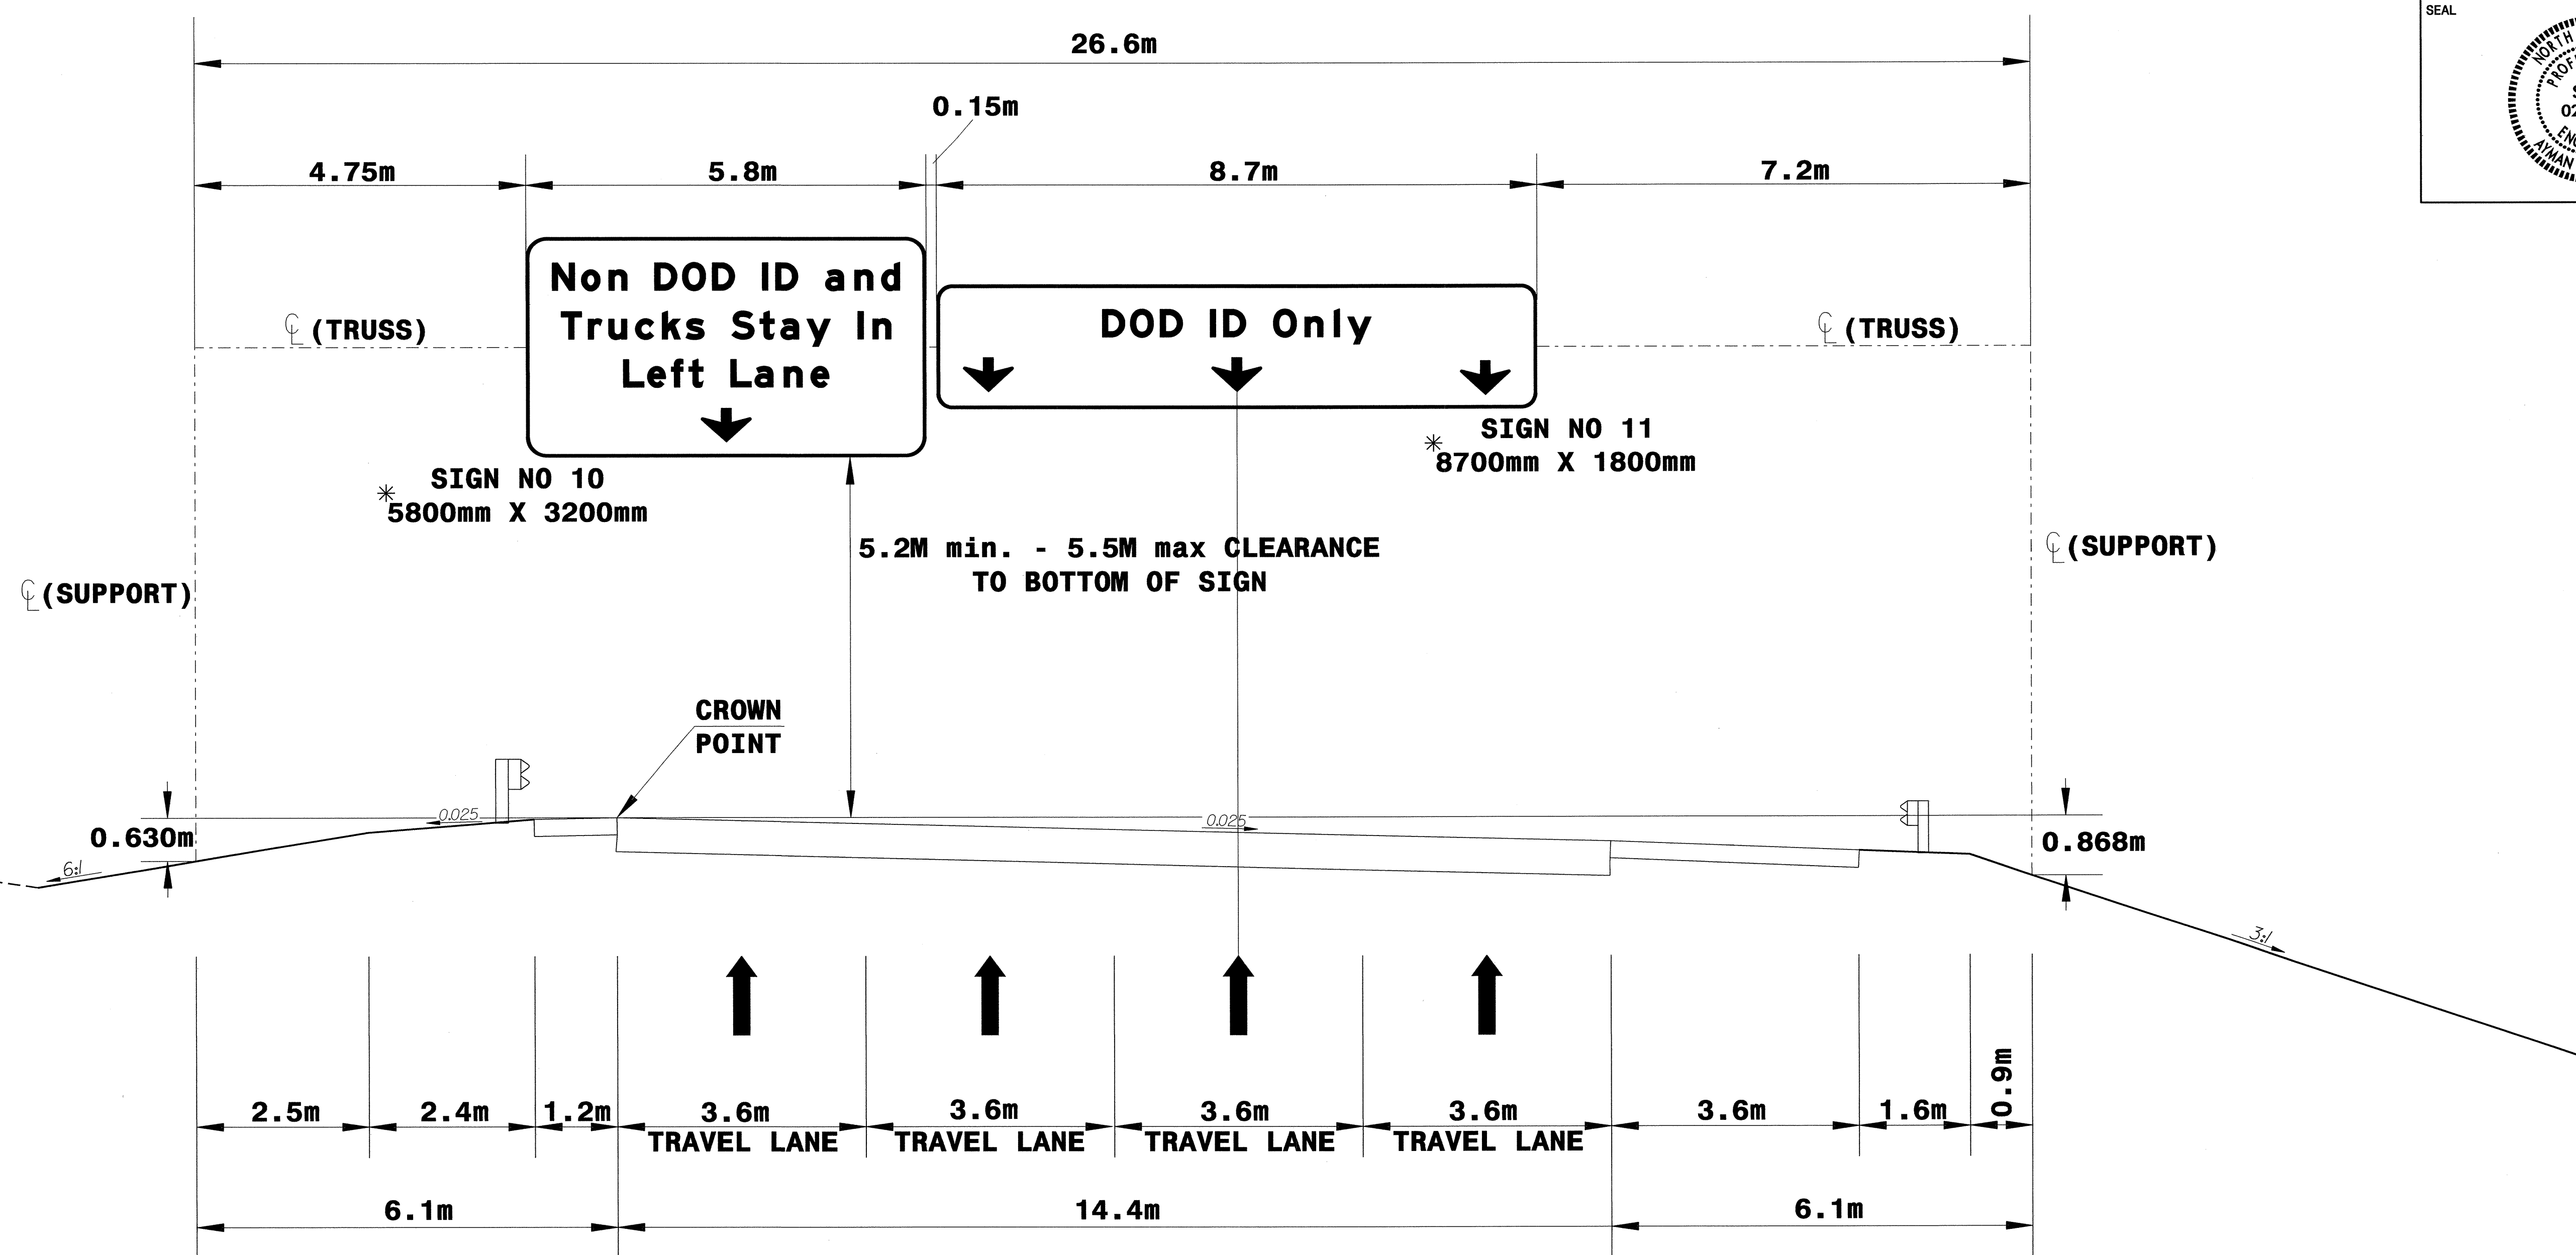 SEAL
NORTH
PROF
02
ENG
AYMAN
26.6m
0.15m
4.75m
5.8m
8.7m
7.2m
Non DOD ID and
Trucks Stay In
Left Lane
DOD ID Only
℄ (TRUSS)
℄ (TRUSS)
SIGN NO 11
*8700mm X 1800mm
SIGN NO 10
*5800mm X 3200mm
5.2M min. - 5.5M max CLEARANCE
TO BOTTOM OF SIGN
℄ (SUPPORT)
℄ (SUPPORT)
CROWN
POINT
0.025
0.025
0.630m
0.868m
6:1
3:1
2.5m
2.4m
1.2m
3.6m
TRAVEL LANE
3.6m
TRAVEL LANE
3.6m
TRAVEL LANE
3.6m
TRAVEL LANE
3.6m
1.6m
0.9m
6.1m
14.4m
6.1m